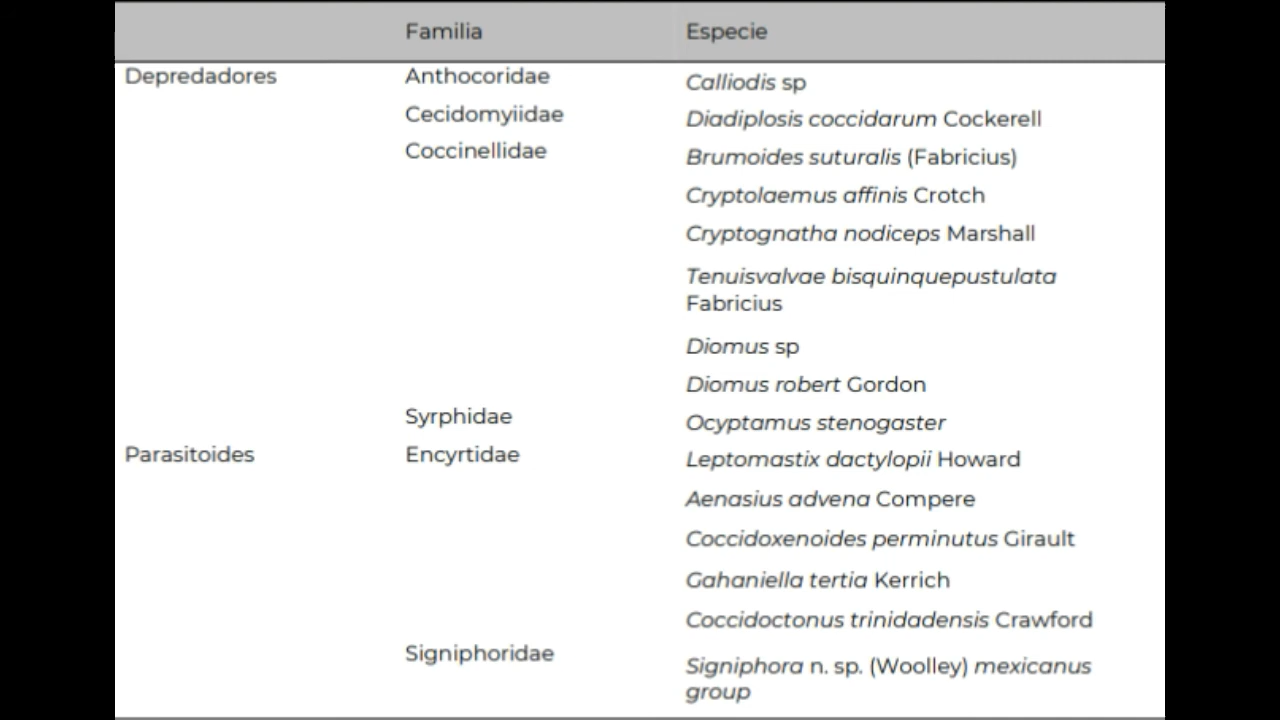 Familia Especie
Depredadores Anthocoridae Calliodis sp
Cecidomyiidae Diadiplosis coccidarum Cockerell
Coccinellidae Brumoides suturalis (Fabricius)
Cryptolaemus affinis Crotch
Cryptognatha nodiceps Marshall
Tenuisvalvae bisquinquepustulata
Fabricius
Diomus sp
Diomus robert Gordon
Syrphidae Ocyptamus stenogaster
Parasitoides Encyrtidae Leptomastix dactylopii Howard
Aenasius advena Compere
Coccidoxenoides perminutus Girault
Gahaniella tertia Kerrich
Coccidoctonus trinidadensis Crawford
Signiphoridae Signiphora n. sp. (Woolley) mexicanus
group